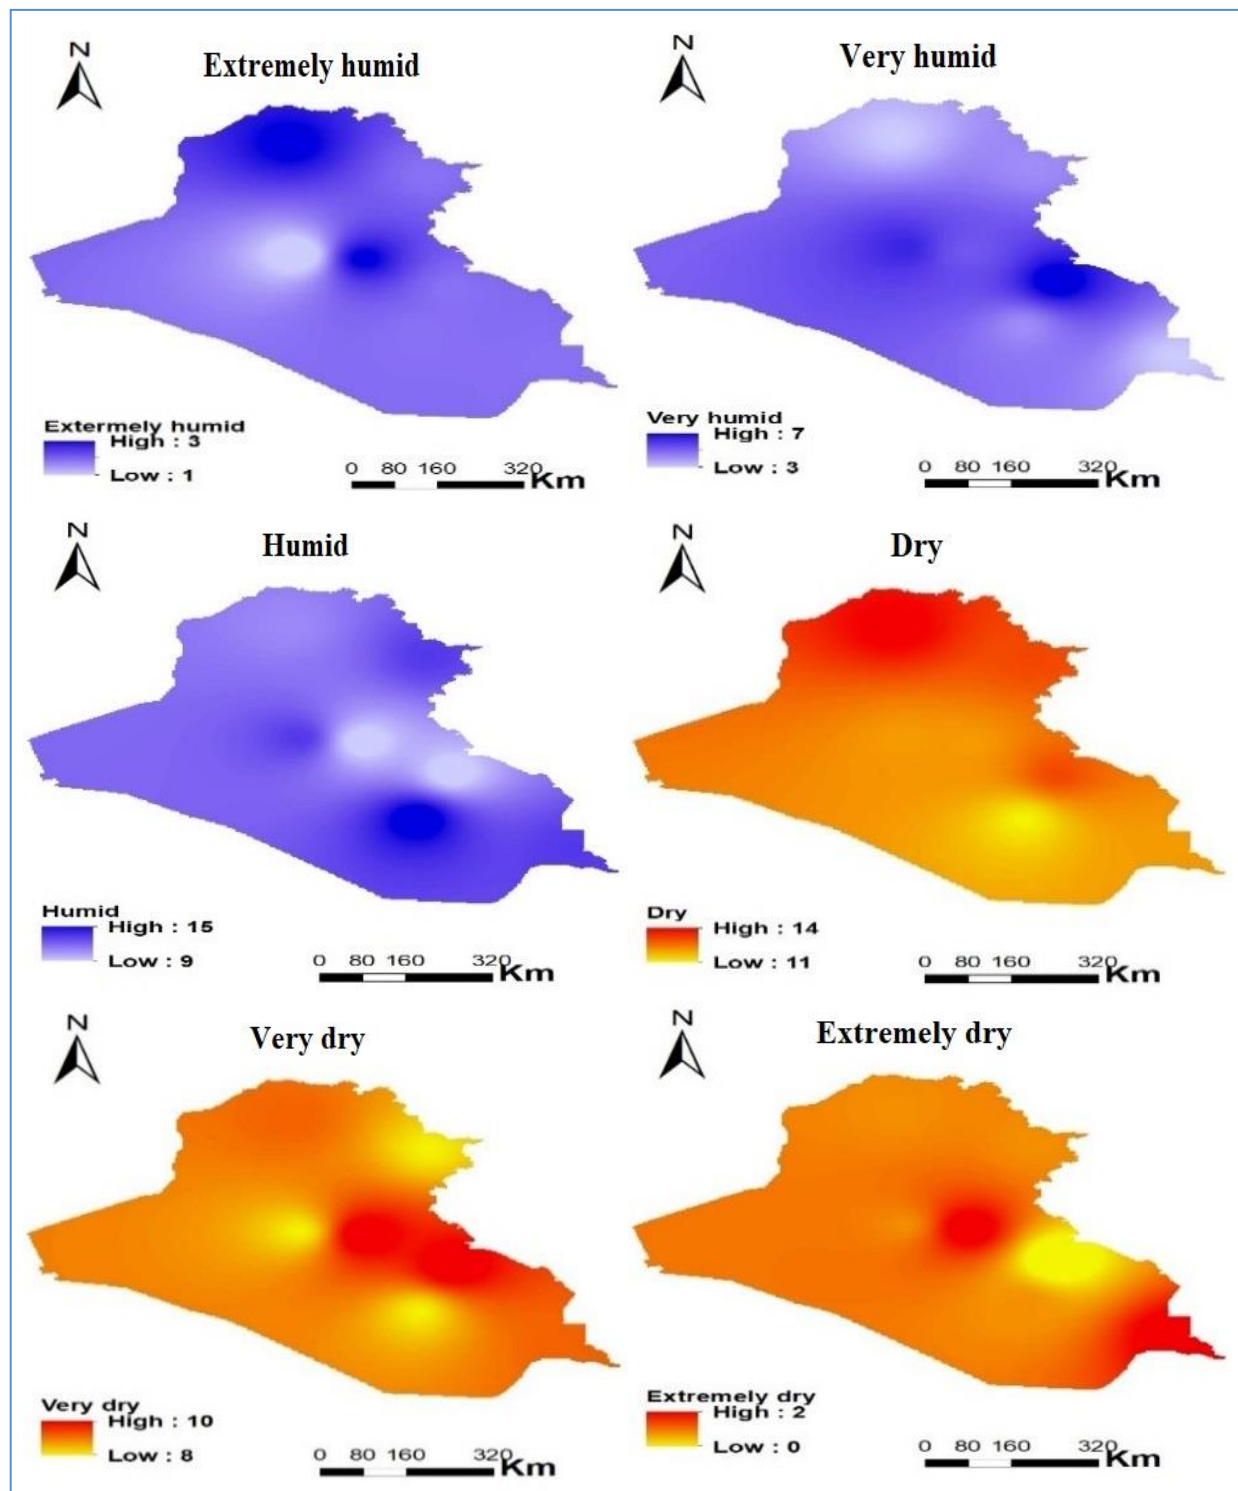 N
Extremely humid
Extermely humid
High : 3
Low : 1
0 80 160 320 Km
N
Very humid
Very humid
High : 7
Low : 3
0 80 160 320 Km
N
Humid
Humid
High : 15
Low : 9
0 80 160 320 Km
N
Dry
Dry
High : 14
Low : 11
0 80 160 320 Km
N
Very dry
Very dry
High : 10
Low : 8
0 80 160 320 Km
N
Extremely dry
Extremely dry
High : 2
Low : 0
0 80 160 320 Km